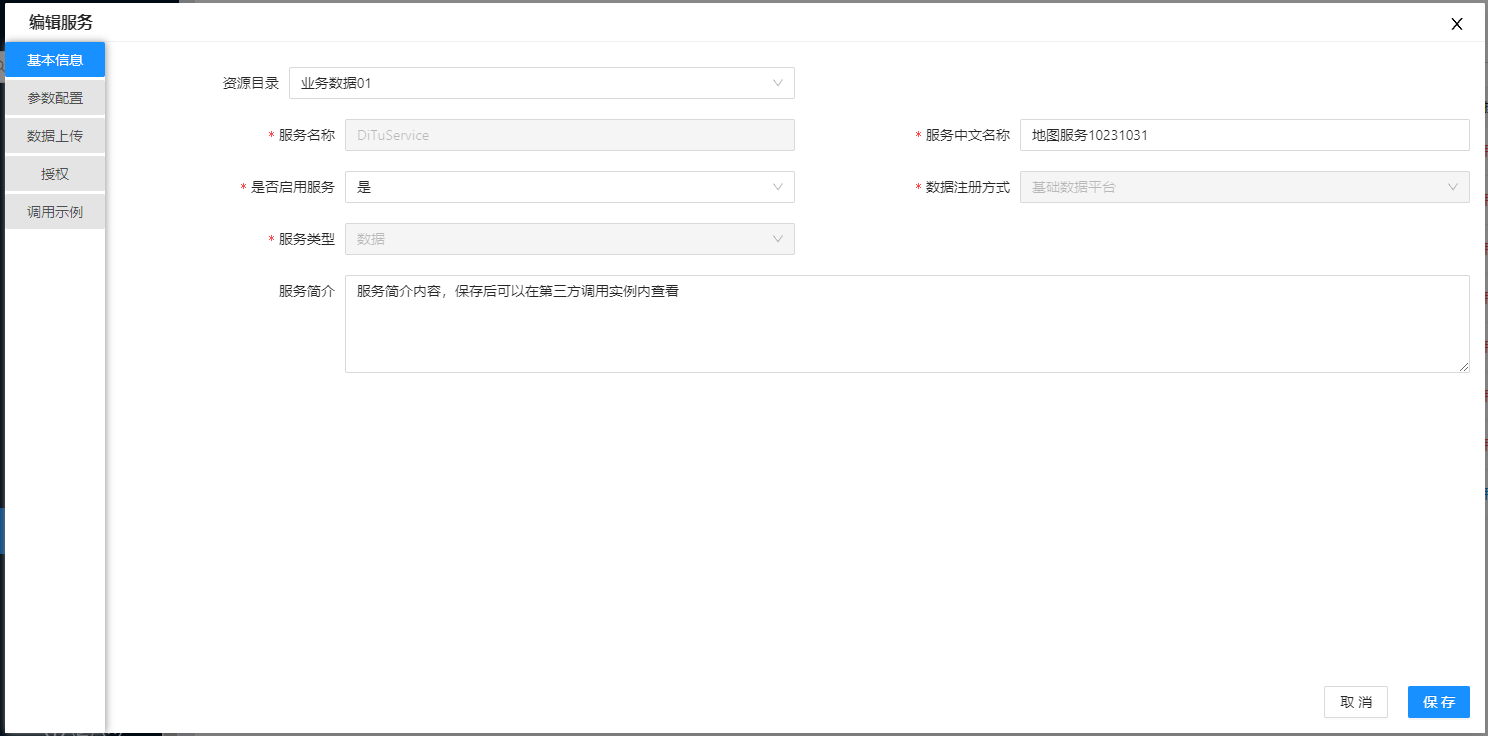 编辑服务
基本信息
参数配置
数据上传
授权
调用示例
资源目录 业务数据01
* 服务名称 DiTuService * 服务中文名称 地图服务10231031
* 是否启用服务 是 * 数据注册方式 基础数据平台
* 服务类型 数据
服务简介 服务简介内容，保存后可以在第三方调用实例内查看
取 消 保 存